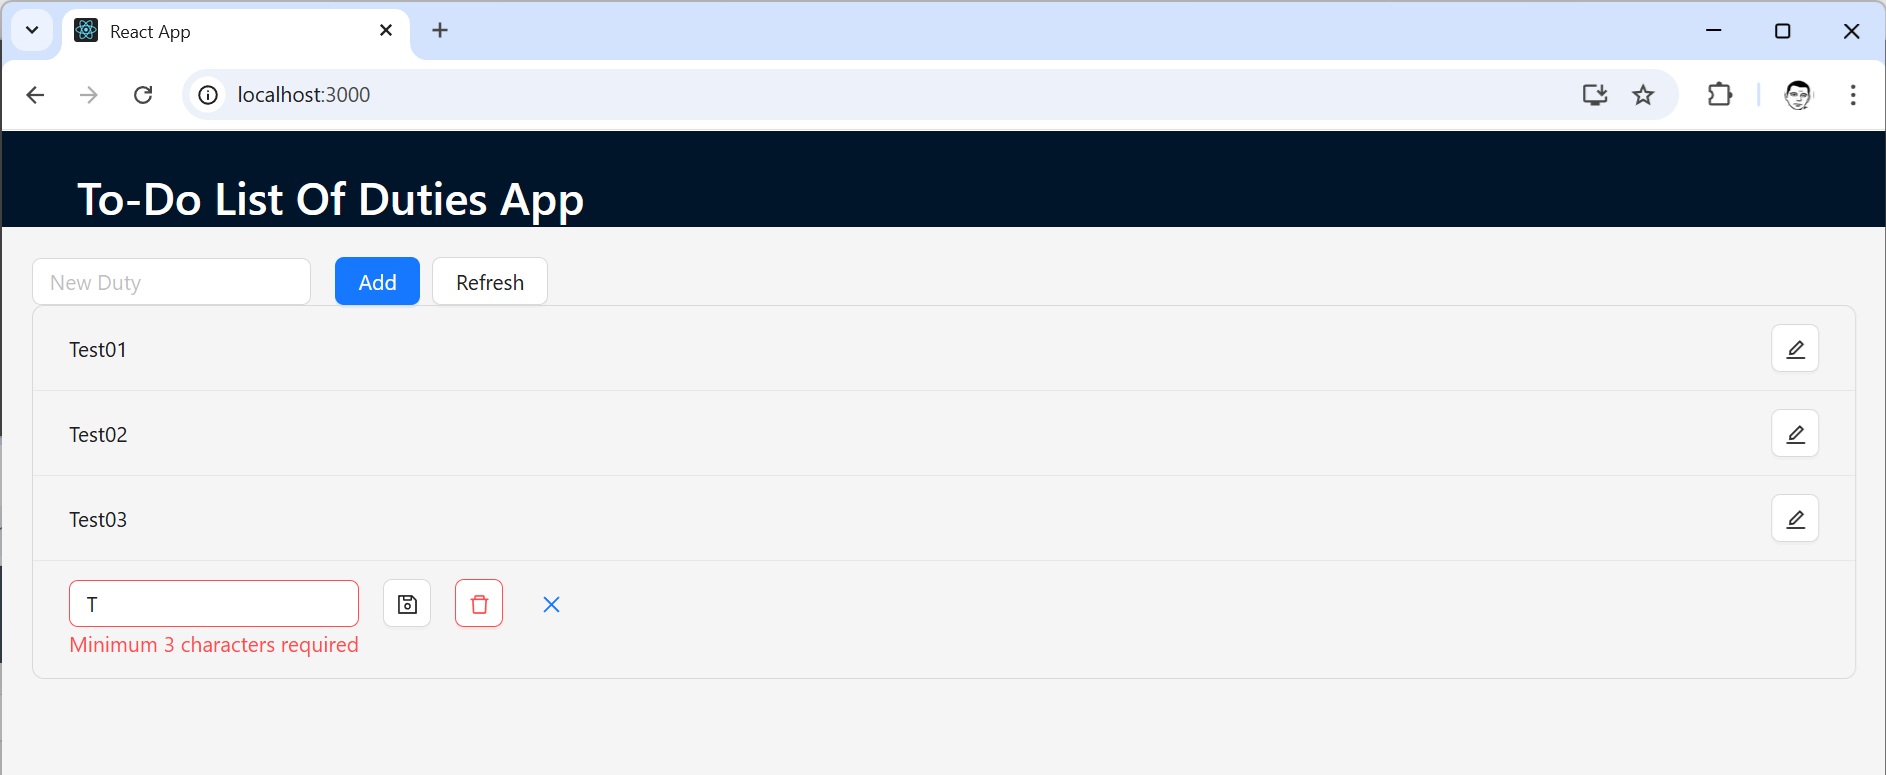 React App
localhost:3000
To-Do List Of Duties App
New Duty Add Refresh
Test01
Test02
Test03
T
Minimum 3 characters required